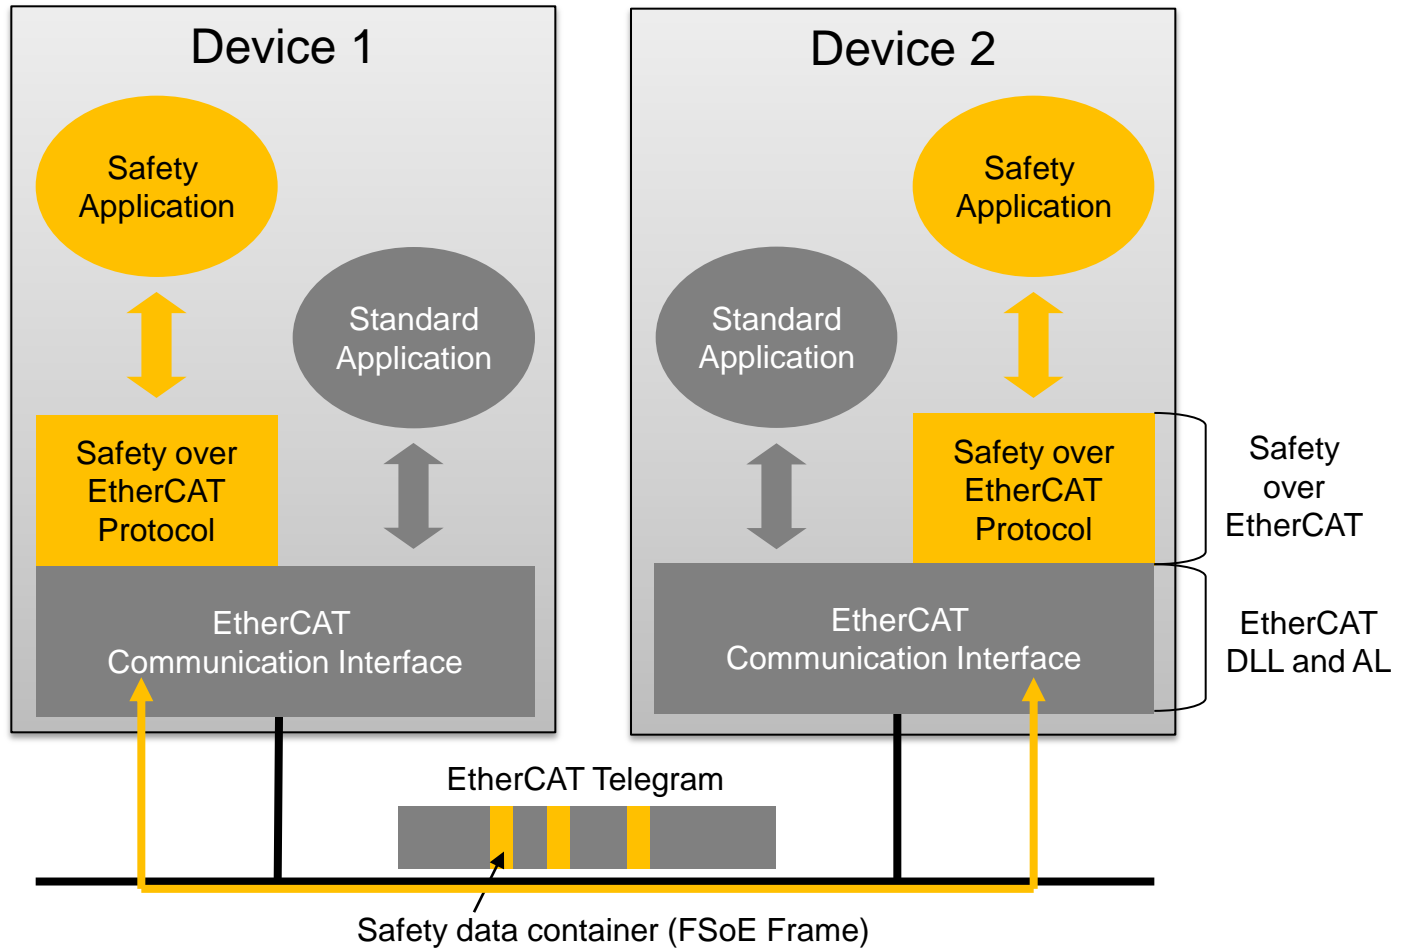 Device 1
Safety
Application
Standard
Application
Safety over
EtherCAT
Protocol
EtherCAT
Communication Interface
Device 2
Safety
Application
Standard
Application
Safety over
EtherCAT
Protocol
EtherCAT
Communication Interface
Safety
over
EtherCAT
EtherCAT
DLL and AL
EtherCAT Telegram
Safety data container (FSoE Frame)